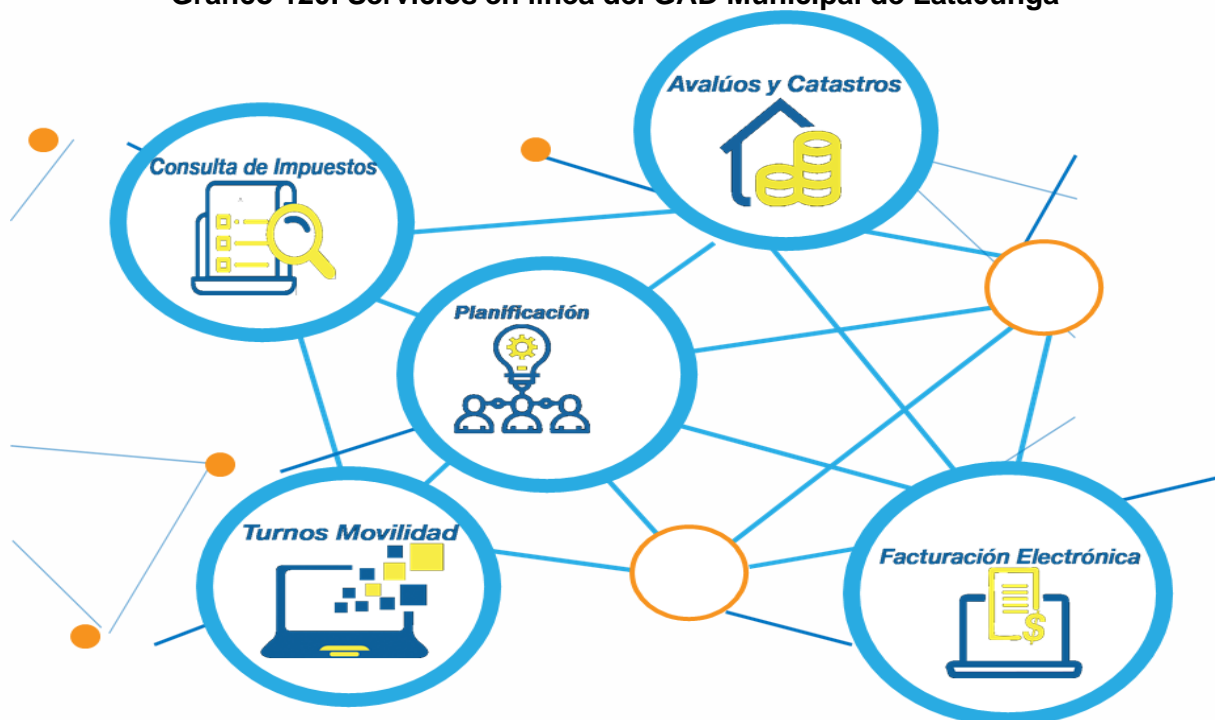 Gráfico 120. Servicios en línea del GAD Municipal de Latacunga
Avalúos y Catastros
Consulta de Impuestos
Planificación
Turnos Movilidad
Facturación Electrónica
$